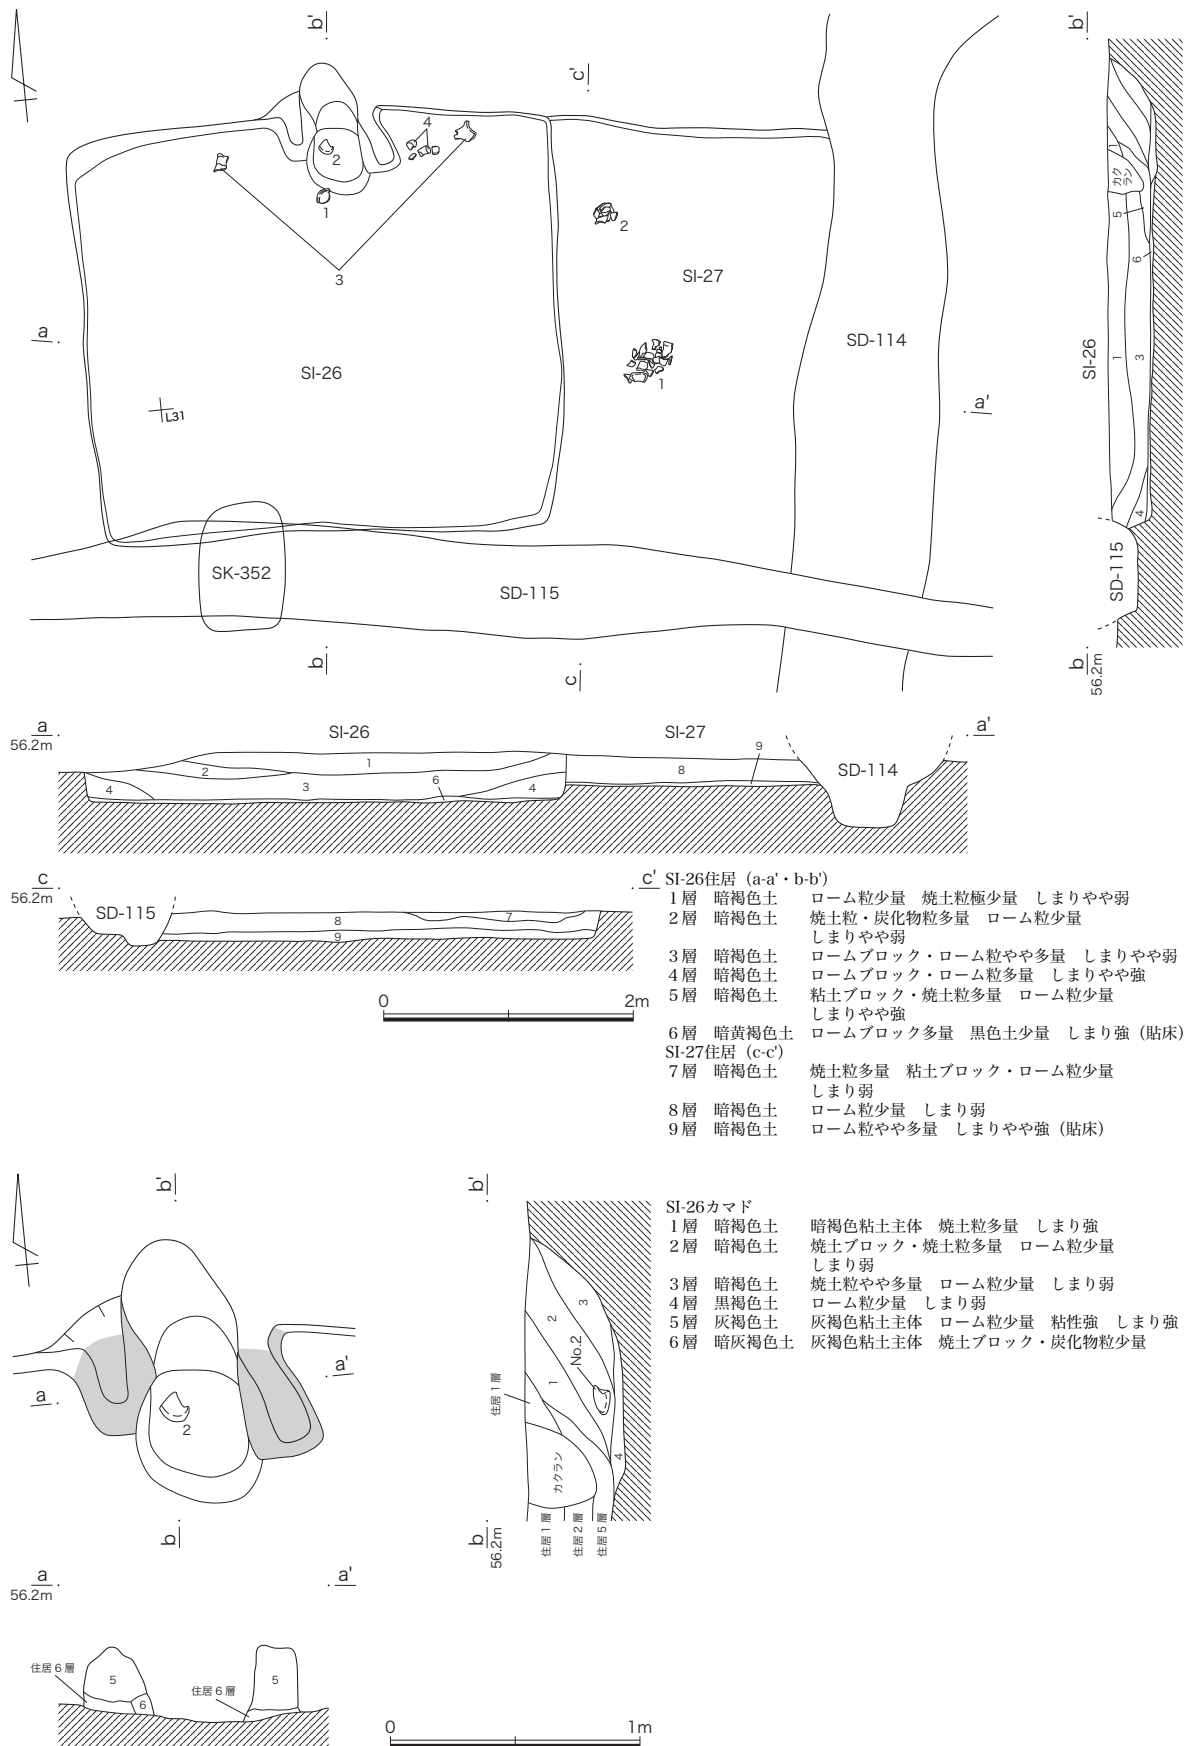 b'
c'
b'
4
2
1
3
2
カク
ラン
5
6
SI-27
a
SD-114
SI-26
1
3
SI-26
1
L31
a'
4
SK-352
SD-115
SD-115
b
c
b
56.2m
a
56.2m
SI-26
SI-27
a'
9
1
2
3
6
4
4
8
SD-114
c
56.2m
c'
SD-115
8
7
9
0
2m
SI-26住居（a-a'・b-b'）
1層 暗褐色土 ローム粒少量 焼土粒極少量 しまりやや弱
2層 暗褐色土 焼土粒・炭化物粒多量 ローム粒少量
しまりやや弱
3層 暗褐色土 ロームブロック・ローム粒やや多量 しまりやや弱
4層 暗褐色土 ロームブロック・ローム粒多量 しまりやや強
5層 暗褐色土 粘土ブロック・焼土粒多量 ローム粒少量
しまりやや強
6層 暗黄褐色土 ロームブロック多量 黒色土少量 しまり強（貼床）
SI-27住居（c-c'）
7層 暗褐色土 焼土粒多量 粘土ブロック・ローム粒少量
しまり弱
8層 暗褐色土 ローム粒少量 しまり弱
9層 暗褐色土 ローム粒やや多量 しまりやや強（貼床）
b'
a
a'
2
b
b'
3
2
No.2
1
住居1層
4
カクラン
住居1層
住居2層
住居5層
b
56.2m
SI-26カマド
1層 暗褐色土 暗褐色粘土主体 焼土粒多量 しまり強
2層 暗褐色土 焼土ブロック・焼土粒多量 ローム粒少量
しまり弱
3層 暗褐色土 焼土粒やや多量 ローム粒少量 しまり弱
4層 黒褐色土 ローム粒少量 しまり弱
5層 灰褐色土 灰褐色粘土主体 ローム粒少量 粘性強 しまり強
6層 暗灰褐色土 灰褐色粘土主体 焼土ブロック・炭化物粒少量
a
56.2m
a'
住居6層
5
6
住居6層
5
0
1m